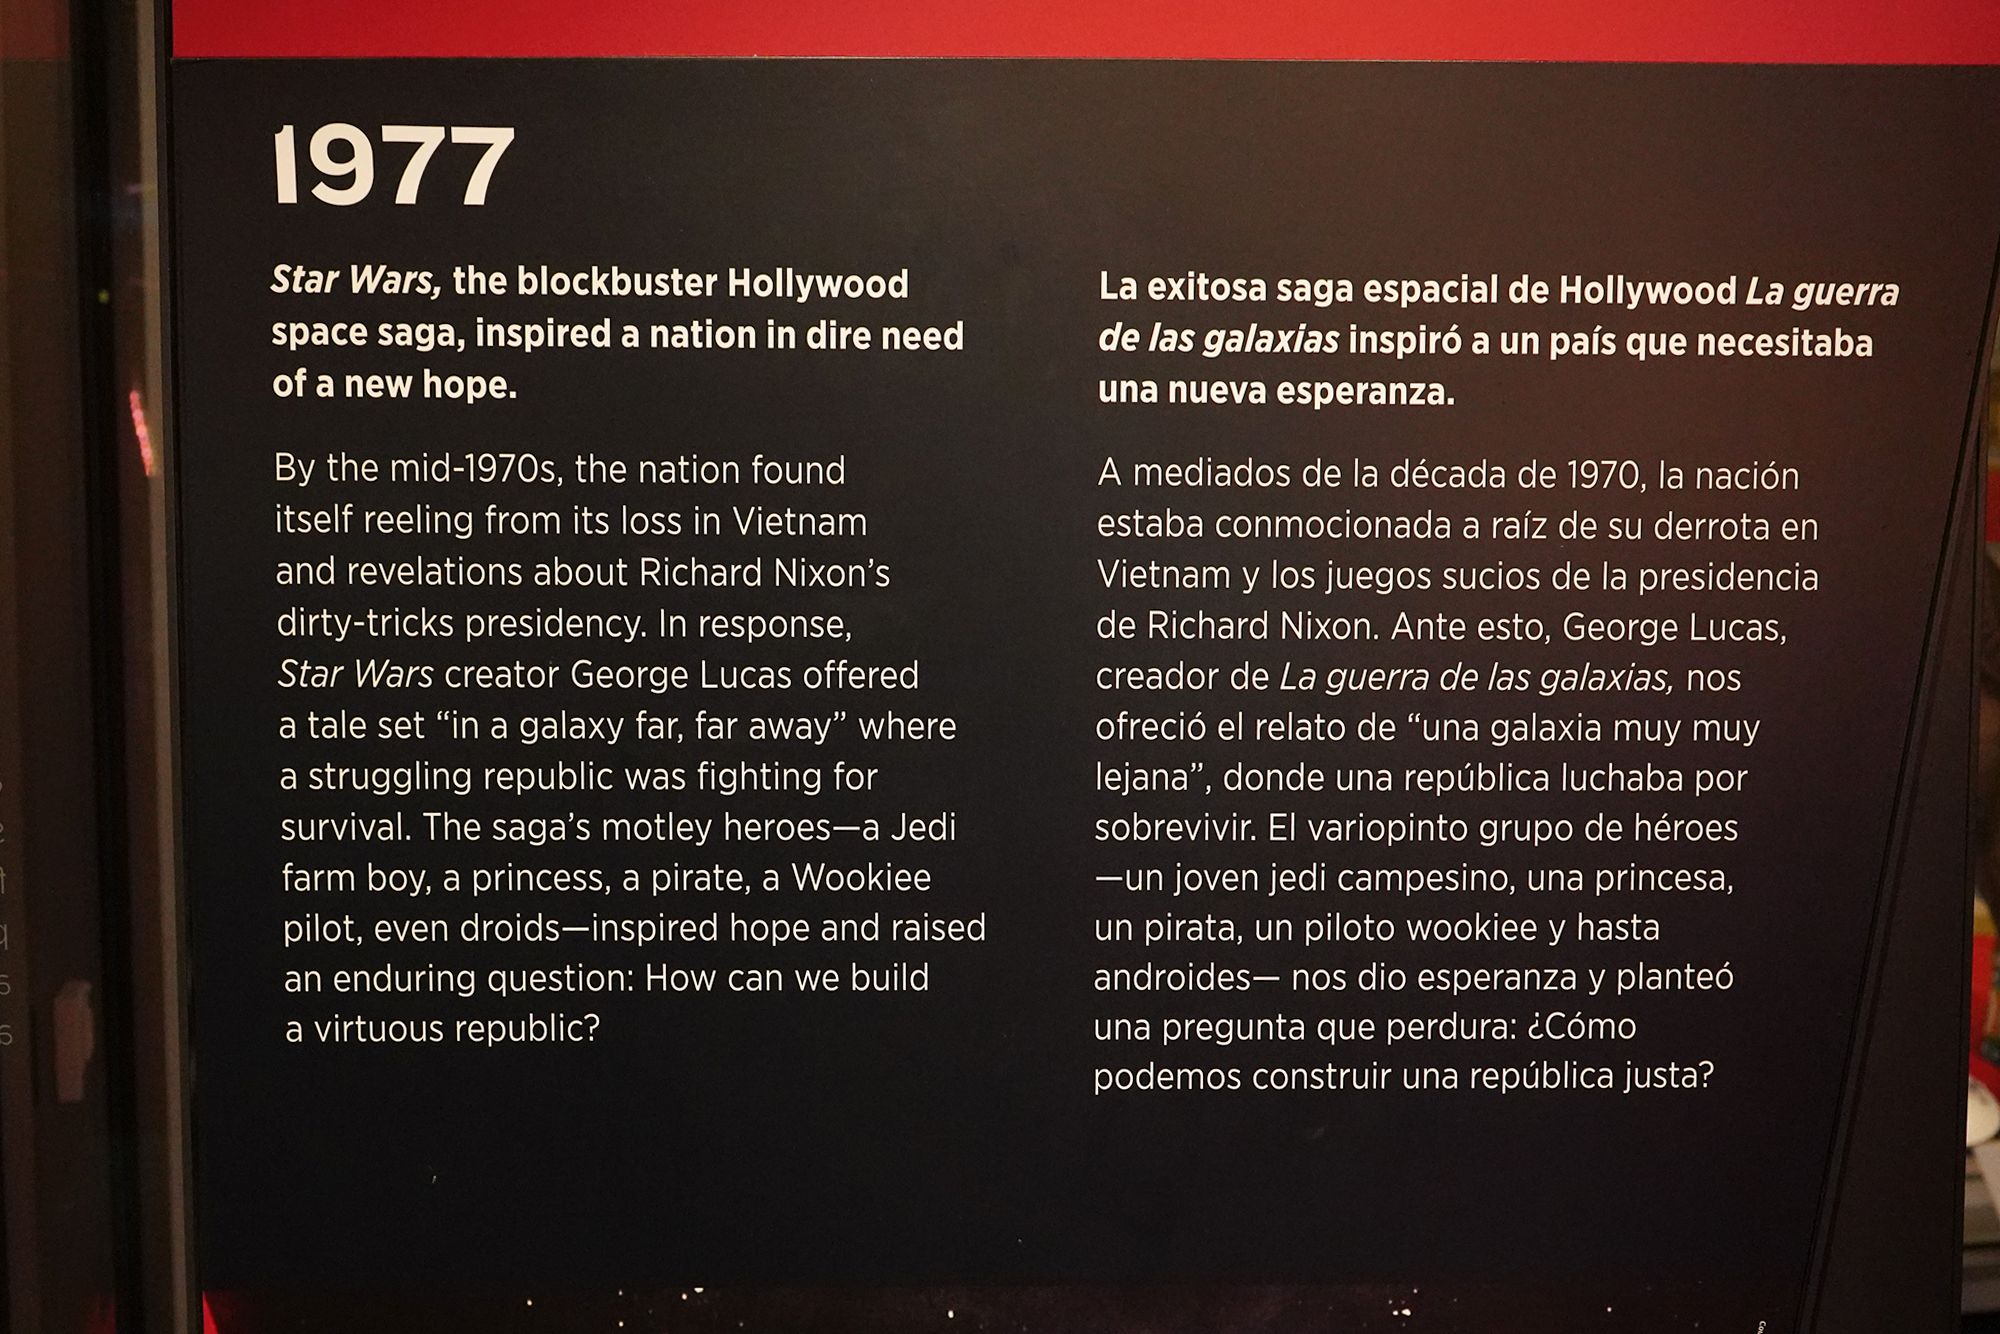 1977
Star Wars, the blockbuster Hollywood
space saga, inspired a nation in dire need
of a new hope.
By the mid-1970s, the nation found
itself reeling from its loss in Vietnam
and revelations about Richard Nixon’s
dirty-tricks presidency. In response,
Star Wars creator George Lucas offered
a tale set “in a galaxy far, far away” where
a struggling republic was fighting for
survival. The saga’s motley heroes—a Jedi
farm boy, a princess, a pirate, a Wookiee
pilot, even droids—inspired hope and raised
an enduring question: How can we build
a virtuous republic?
La exitosa saga espacial de Hollywood La guerra
de las galaxias inspiró a un país que necesitaba
una nueva esperanza.
A mediados de la década de 1970, la nación
estaba conmocionada a raíz de su derrota en
Vietnam y los juegos sucios de la presidencia
de Richard Nixon. Ante esto, George Lucas,
creador de La guerra de las galaxias, nos
ofreció el relato de “una galaxia muy muy
lejana”, donde una república luchaba por
sobrevivir. El variopinto grupo de héroes
—un joven jedi campesino, una princesa,
un pirata, un piloto wookiee y hasta
androides— nos dio esperanza y planteó
una pregunta que perdura: ¿Cómo
podemos construir una república justa?